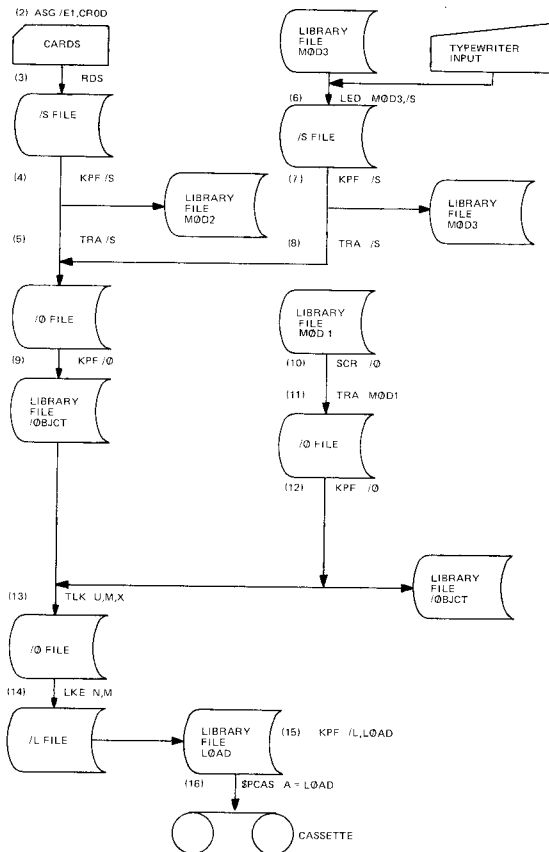 (2) ASG /E1,CRØD
CARDS
(3) RDS
/S FILE
(4) KPF /S
LIBRARY
FILE
MØD2
(5) TRA /S
LIBRARY
FILE
MØD3
TYPEWRITER
INPUT
(6) LED MØD3,/S
/S FILE
(7) KPF /S
LIBRARY
FILE
MØD3
(8) TRA /S
/Ø FILE
(9) KPF /Ø
LIBRARY
FILE
/ØBJCT
LIBRARY
FILE
MØD 1
(10) SCR /Ø
(11) TRA MØD1
/Ø FILE
(12) KPF /Ø
LIBRARY
FILE
/ØBJCT
(13) TLK U,M,X
/Ø FILE
(14) LKE N,M
/L FILE
LIBRARY
FILE
LØAD
(15) KPF /L,LØAD
(16) $PCAS A = LØAD
CASSETTE